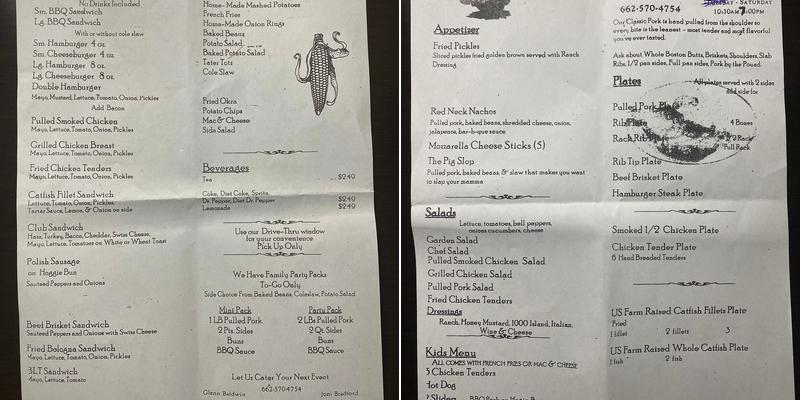 No Drinks Included
Sm. BBQ Sandwich
Lg. BBQ Sandwich
With or without cole slaw
Sm. Hamburger 4 oz.
Sm. Cheeseburger 4 oz.
Lg. Hamburger 8 oz.
Lg Cheeseburger 8 oz.
Double Hamburger
Mayo, Mustard, Lettuce, Tomato, Onion, Pickles
Add Bacon
Pulled Smoked Chicken
Mayo, Lettuce, Tomato, Onion, Pickles
Grilled Chicken Breast
Mayo, Lettuce, Tomato, Onion, Pickles
Fried Chicken Tenders
Mayo, Lettuce, Tomato, Onion, Pickles
Catfish Fillet Sandwich
Lettuce, Tomato, Onion, Pickles,
Tartar Sauce, Lemon, & Onion on side
Club Sandwich
Ham, Turkey, Bacon, Cheddar, Swiss Cheese,
Mayo, Lettuce, Tomatoes on White or Wheat Toast
Polish Sausage
on Hoggie Bun
Sauteed Peppers and Onions
Beef Brisket Sandwich
Sauteed Peppers and Onions with Swiss Cheese
Fried Bologna Sandwich
Mayo, Lettuce, Tomato, Onion, Pickles
BLT Sandwich
Mayo, Lettuce, Tomato
Home-Made Mashed Potatoes
French Fries
Home-Made Onion Rings
Baked Beans
Potato Salad
Baked Potato Salad
Tater Tots
Cole Slaw
Fried Okra
Potato Chips
Mac & Cheese
Side Salad
Beverages
Tea $2.49
Coke, Diet Coke, Sprite,
Dr. Pepper, Diet Dr. Pepper $2.49
Lemonade $2.49
Use our Drive-Thru window
for your convenience
Pick Up Only
We Have Family Party Packs
To-Go Only
Side Choice From Baked Beans, Coleslaw, Potato Salad
Mini Pack
1 LB Pulled Pork
2 Pts. Sides
Buns
BBQ Sauce
Party Pack
2 LBs Pulled Pork
2 Qt. Sides
Buns
BBQ Sauce
Let Us Cater Your Next Event
662-570-4754
Glenn Baldwin Joni Bradford
Appetizer
Fried Pickles
Sliced pickles fried golden brown served with Ranch
Dressing
Red Neck Nachos
Pulled pork, baked beans, shredded cheese, onion,
jalapenos, bar-b-que sauce
Mozarella Cheese Sticks (5)
The Pig Slop
Pulled pork, baked beans, & slaw that makes you want
to slap your momma
Salads
Lettuce, tomatoes, bell peppers,
onions cucumbers, cheese
Garden Salad
Chef Salad
Pulled Smoked Chicken Salad
Grilled Chicken Salad
Pulled Pork Salad
Fried Chicken Tenders
Dressings
Ranch, Honey Mustard, 1000 Island, Italian,
Wine & Cheese
Kids Menu
All comes with french fries or mac & cheese
3 Chicken Tenders
Hot Dog
2 Sliders
662-570-4754
- SATURDAY
10:30AM 7:00PM
Our Classic Pork is hand pulled from the shoulder so
every bite is the leanest - most tender and most flavorful
you've ever tasted.
Ask about Whole Boston Butts, Briskets, Shoulders, Slab
Ribs, 1/2 pan sides, Full pan sides, Pork by the Pound.
Plates
All plates served with 2 sides
add side for
Pulled Pork Plate
Rib Plate 4 Bones
Rack Rib Plate 1/2 Rack
Full Rack
Rib Tip Plate
Beef Brisket Plate
Hamburger Steak Plate
Smoked 1/2 Chicken Plate
Chicken Tender Plate
6 Hand Breaded Tenders
US Farm Raised Catfish Fillets Plate
Fried
1 fillet 2 fillets 3
US Farm Raised Whole Catfish Plate
1 fish 2 fish